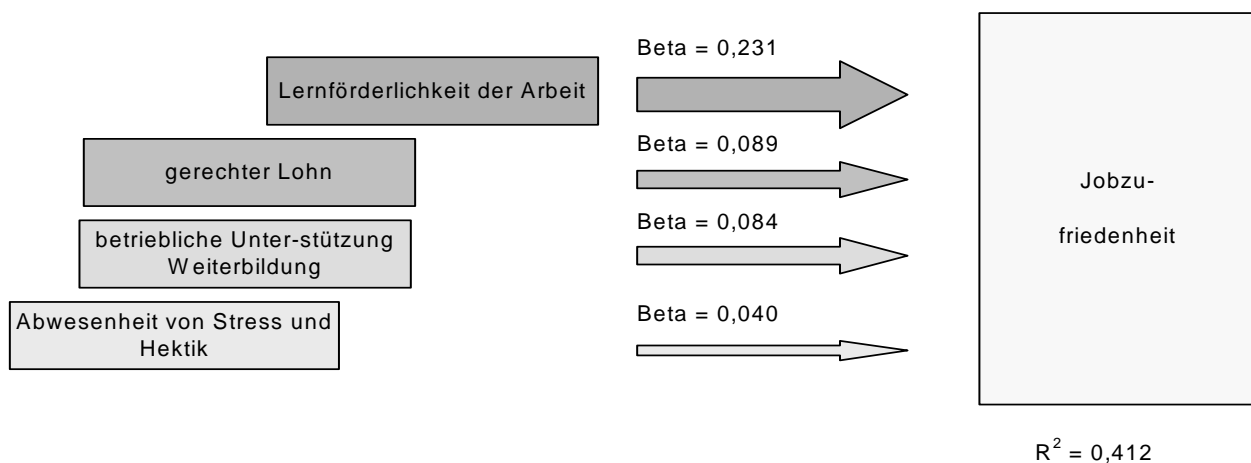 Beta = 0,231
Lernförderlichkeit der Arbeit
Beta = 0,089
gerechter Lohn
Beta = 0,084
betriebliche Unter-stützung
Weiterbildung
Beta = 0,040
Abwesenheit von Stress und
Hektik
Jobzu-
friedenheit
R² = 0,412